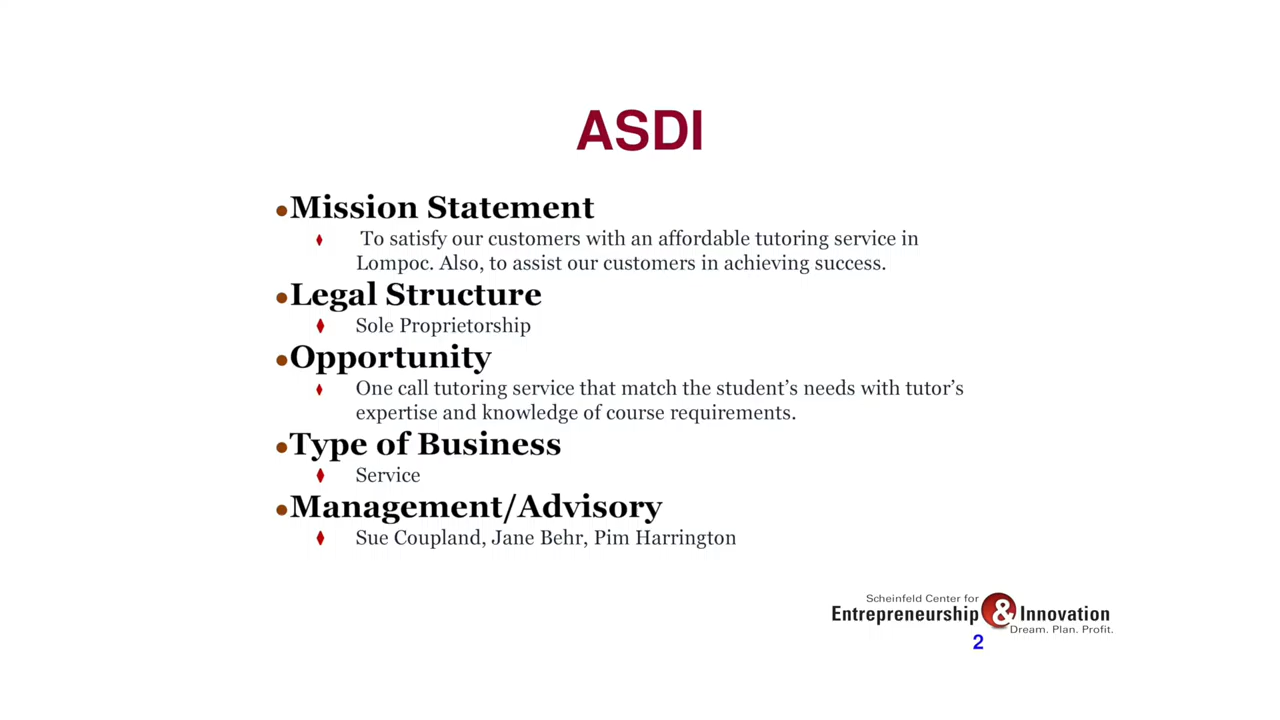 ASDI
Mission Statement
To satisfy our customers with an affordable tutoring service in
Lompoc. Also, to assist our customers in achieving success.
Legal Structure
Sole Proprietorship
Opportunity
One call tutoring service that match the student’s needs with tutor’s
expertise and knowledge of course requirements.
Type of Business
Service
Management/Advisory
Sue Coupland, Jane Behr, Pim Harrington
Scheinfeld Center for
Entrepreneurship & Innovation
Dream. Plan. Profit.
2